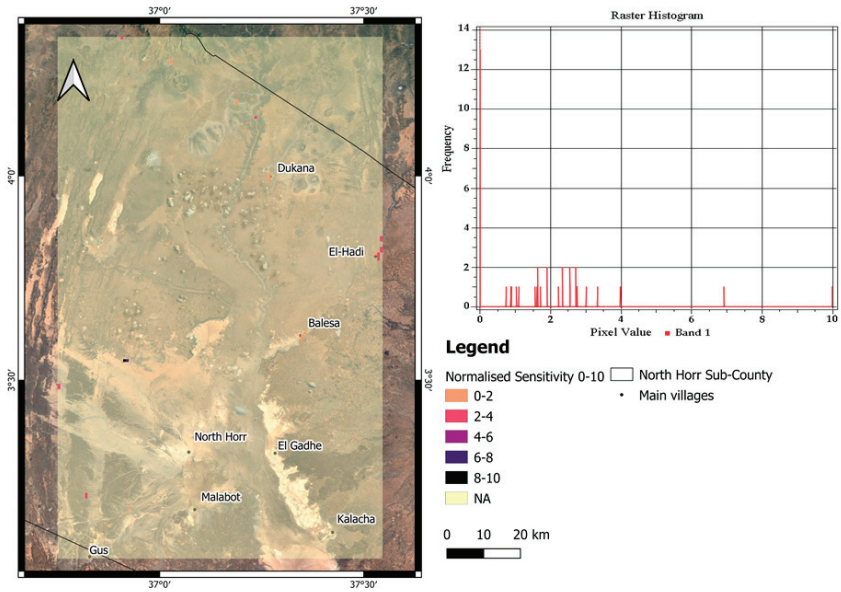 37°0'
37°30'
4°0'
4°0'
3°30'
3°30'
Dukana
El-Hadi
Balesa
North Horr
El Gadhe
Malabot
Kalacha
Gus
37°0'
37°30'
Raster Histogram
Frequency
14
12
10
8
6
4
2
0
0
2
4
6
8
10
Pixel Value
Band 1
Legend
Normalised Sensitivity 0-10
0-2
2-4
4-6
6-8
8-10
NA
North Horr Sub-County
Main villages
0 10 20 km